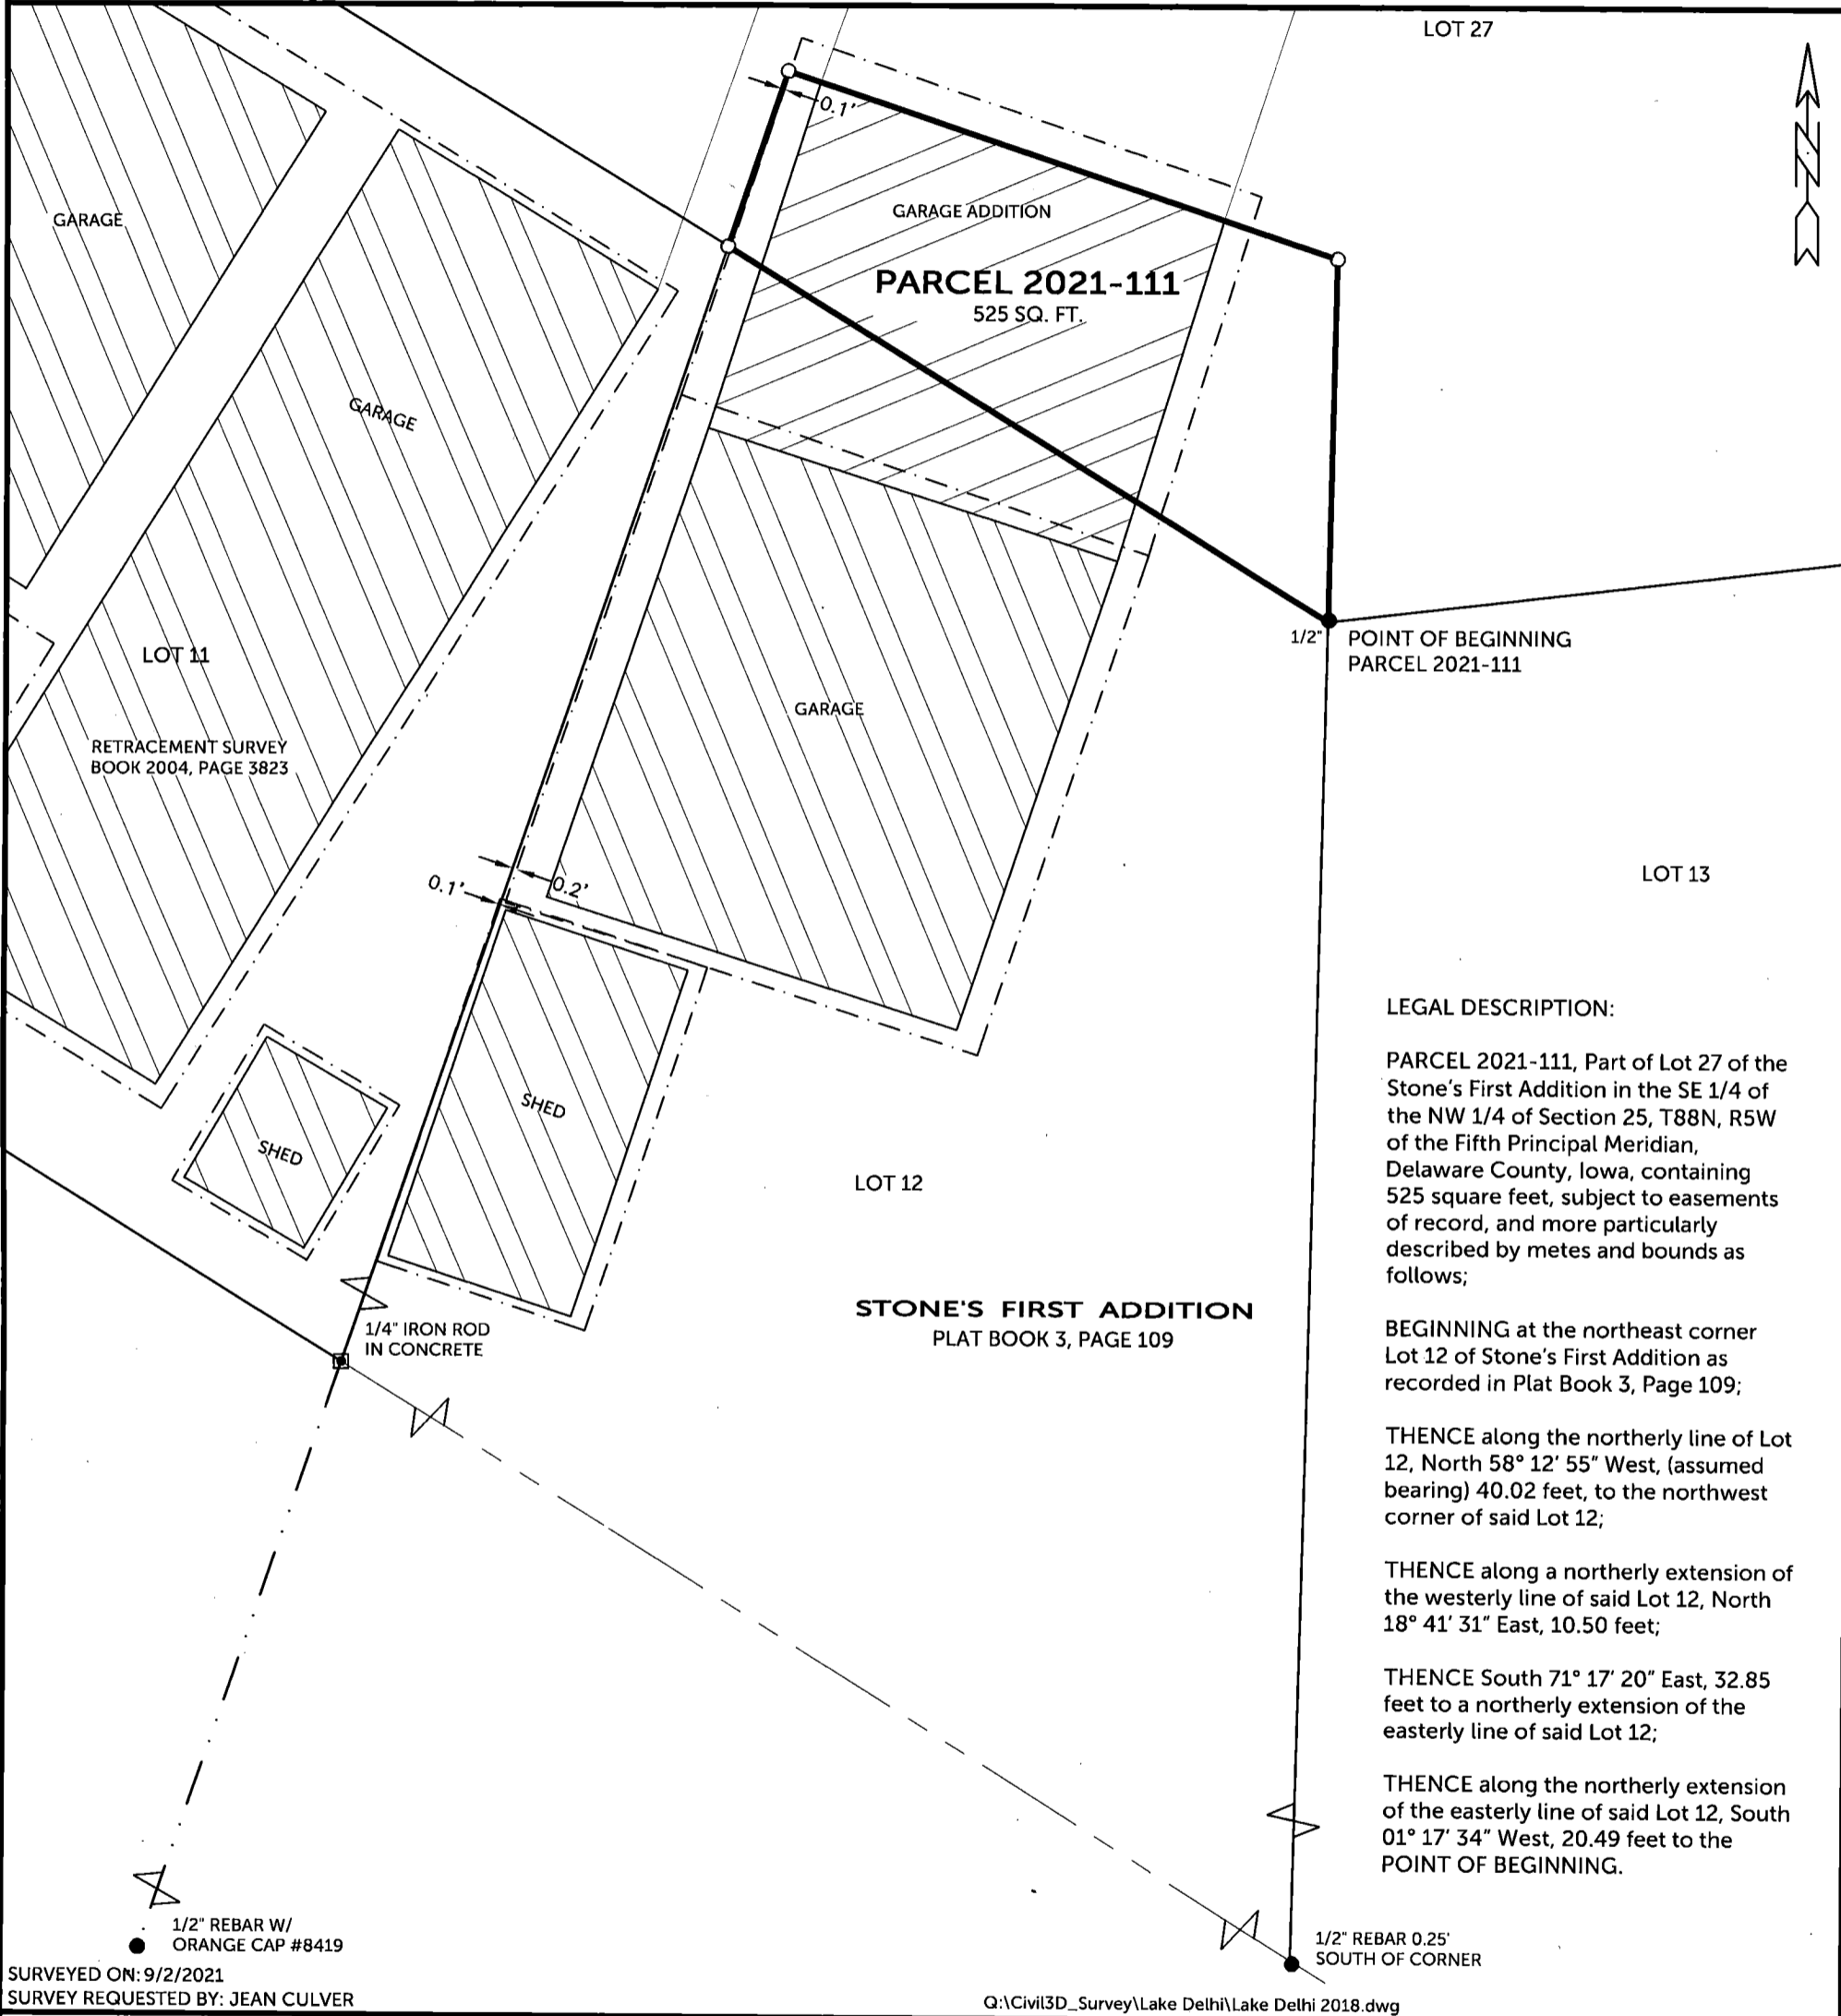 LOT 27
N
0.1'
GARAGE
GARAGE ADDITION
PARCEL 2021-111
525 SQ. FT.
GARAGE
1/2"
POINT OF BEGINNING
PARCEL 2021-111
LOT 11
GARAGE
RETRACEMENT SURVEY
BOOK 2004, PAGE 3823
LOT 13
0.1'
0.2'
SHED
SHED
LOT 12
STONE'S FIRST ADDITION
PLAT BOOK 3, PAGE 109
1/4" IRON ROD
IN CONCRETE
LEGAL DESCRIPTION:
PARCEL 2021-111, Part of Lot 27 of the
Stone's First Addition in the SE 1/4 of
the NW 1/4 of Section 25, T88N, R5W
of the Fifth Principal Meridian,
Delaware County, Iowa, containing
525 square feet, subject to easements
of record, and more particularly
described by metes and bounds as
follows;
BEGINNING at the northeast corner
Lot 12 of Stone's First Addition as
recorded in Plat Book 3, Page 109;
THENCE along the northerly line of Lot
12, North 58° 12' 55" West, (assumed
bearing) 40.02 feet, to the northwest
corner of said Lot 12;
THENCE along a northerly extension of
the westerly line of said Lot 12, North
18° 41' 31" East, 10.50 feet;
THENCE South 71° 17' 20" East, 32.85
feet to a northerly extension of the
easterly line of said Lot 12;
THENCE along the northerly extension
of the easterly line of said Lot 12, South
01° 17' 34" West, 20.49 feet to the
POINT OF BEGINNING.
1/2" REBAR W/
ORANGE CAP #8419
1/2" REBAR 0.25'
SOUTH OF CORNER
SURVEYED ON: 9/2/2021
SURVEY REQUESTED BY: JEAN CULVER
Q:\Civil3D_Survey\Lake Delhi\Lake Delhi 2018.dwg